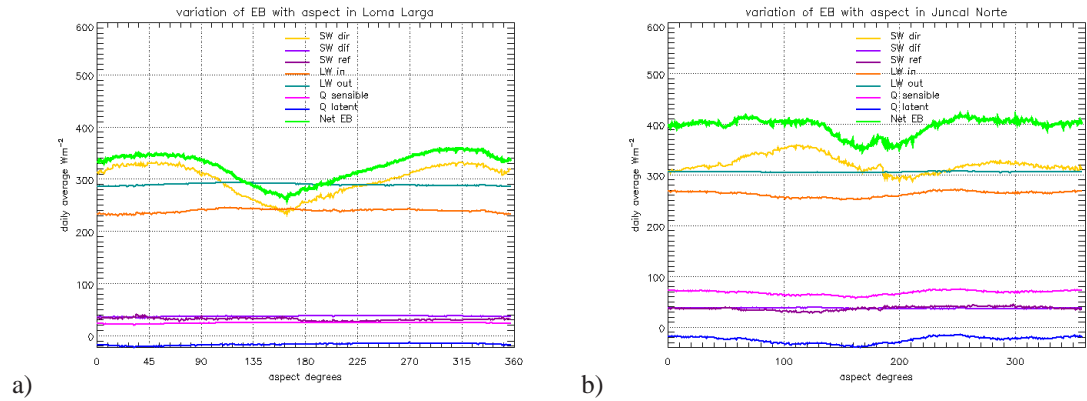 variation of EB with aspect in Loma Larga
600
500
400
300
200
100
0
daily average Wm-2
SW dir
SW dif
SW ref
LW in
LW out
Q sensible
Q latent
Net EB
0 45 90 135 180 225 270 315 360
aspect degrees
a)
variation of EB with aspect in Juncal Norte
600
500
400
300
200
100
0
daily average Wm-2
SW dir
SW dif
SW ref
LW in
LW out
Q sensible
Q latent
Net EB
0 100 200 300
aspect degrees
b)